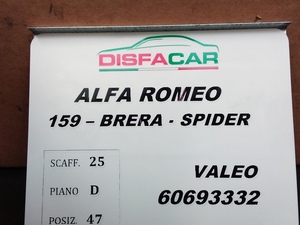 DISFACAR
ALFA ROMEO
159 – BRERA - SPIDER
SCAFF. 25
VALEO
PIANO D
60693332
POSIZ. 47